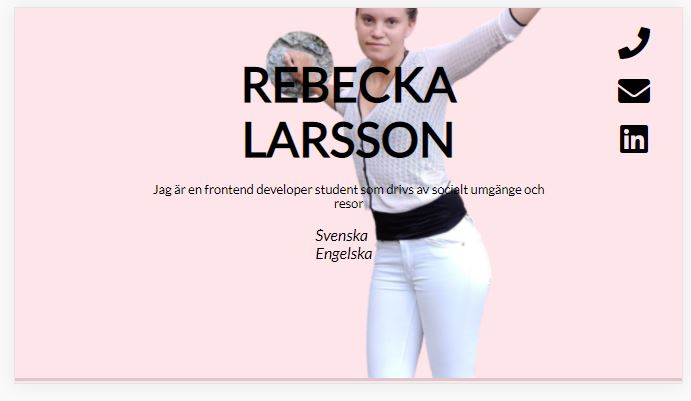 REBECKA
LARSSON
Jag är en frontend developer student som drivs av socialt umgänge och
resor
Svenska
Engelska
in